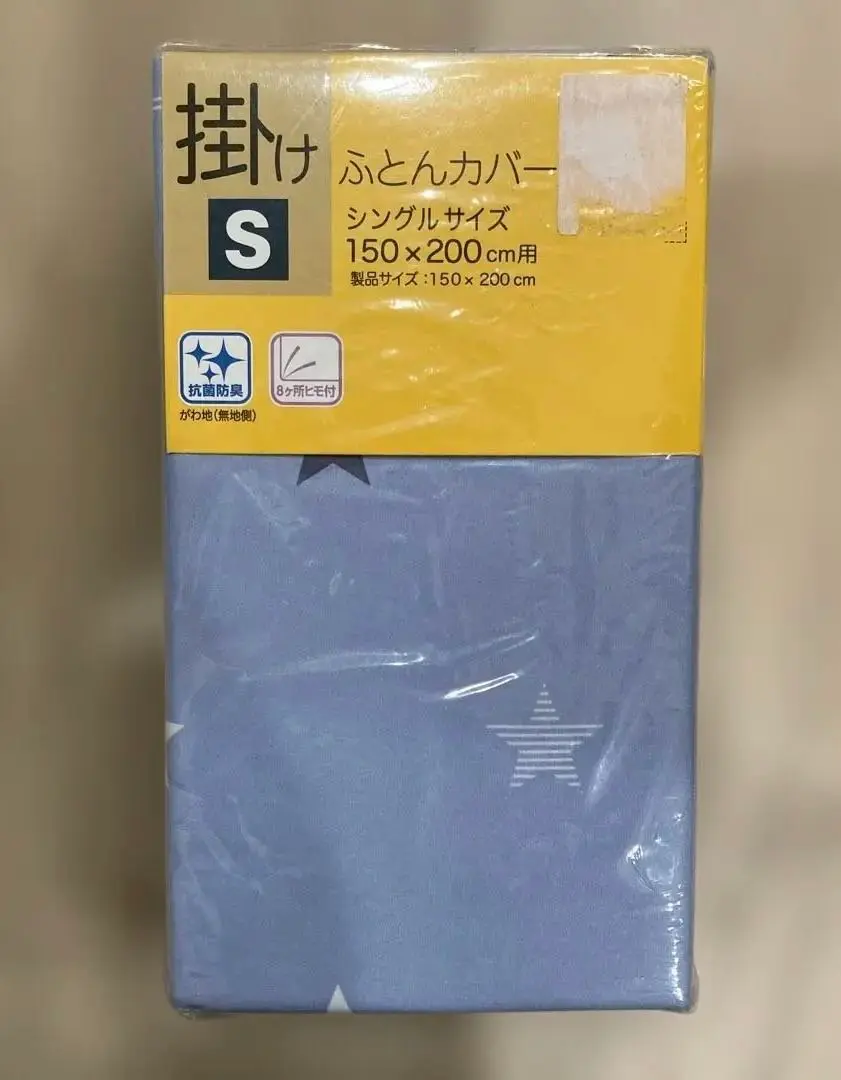 掛け
ふとんカバー
S
シングルサイズ
150×200cm用
製品サイズ:150×200cm
抗菌防臭
8ヶ所ヒモ付
がわ地(無地側)